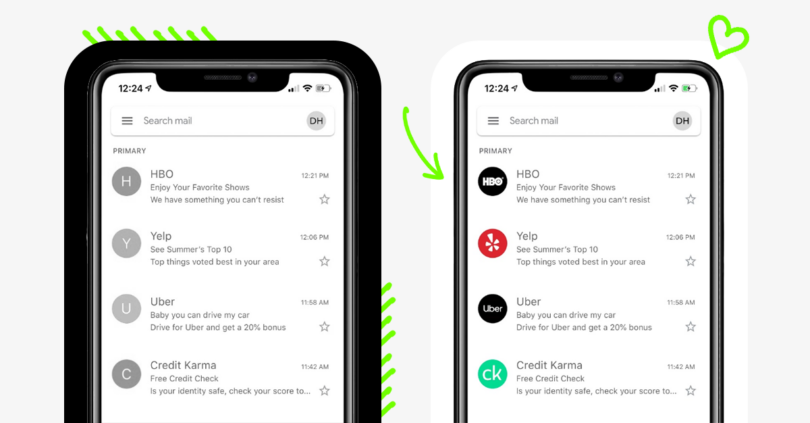 12:24
Search mail
DH
PRIMARY
H
HBO
12:21 PM
Enjoy Your Favorite Shows
We have something you can't resist
Y
Yelp
12:06 PM
See Summer's Top 10
Top things voted best in your area
U
Uber
11:58 AM
Baby you can drive my car
Drive for Uber and get a 20% bonus
C
Credit Karma
11:42 AM
Free Credit Check
Is your identity safe, check your score to...
12:24
Search mail
DH
PRIMARY
HBO
HBO
12:21 PM
Enjoy Your Favorite Shows
We have something you can't resist
Yelp
12:06 PM
See Summer's Top 10
Top things voted best in your area
Uber
Uber
11:58 AM
Baby you can drive my car
Drive for Uber and get a 20% bonus
ck
Credit Karma
11:42 AM
Free Credit Check
Is your identity safe, check your score to...